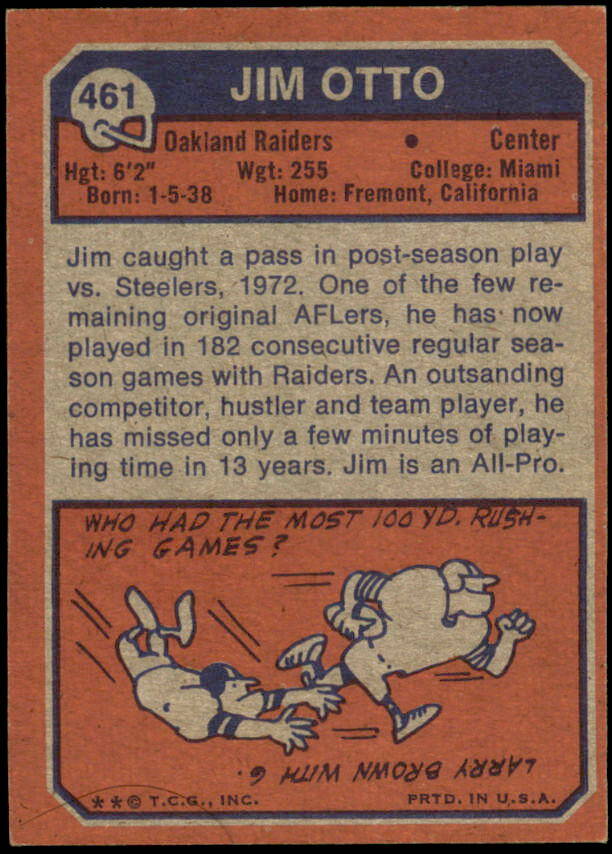 461
JIM OTTO
Oakland Raiders • Center
Hgt: 6'2" Wgt: 255 College: Miami
Born: 1-5-38 Home: Fremont, California
Jim caught a pass in post-season play
vs. Steelers, 1972. One of the few re-
maining original AFLers, he has now
played in 182 consecutive regular sea-
son games with Raiders. An outsanding
competitor, hustler and team player, he
has missed only a few minutes of play-
ing time in 13 years. Jim is an All-Pro.
WHO HAD THE MOST 100 YD. RUSH-
ING GAMES?
LARRY BROWN WITH 6.
**© T.C.G., INC. PRTD. IN U.S.A.